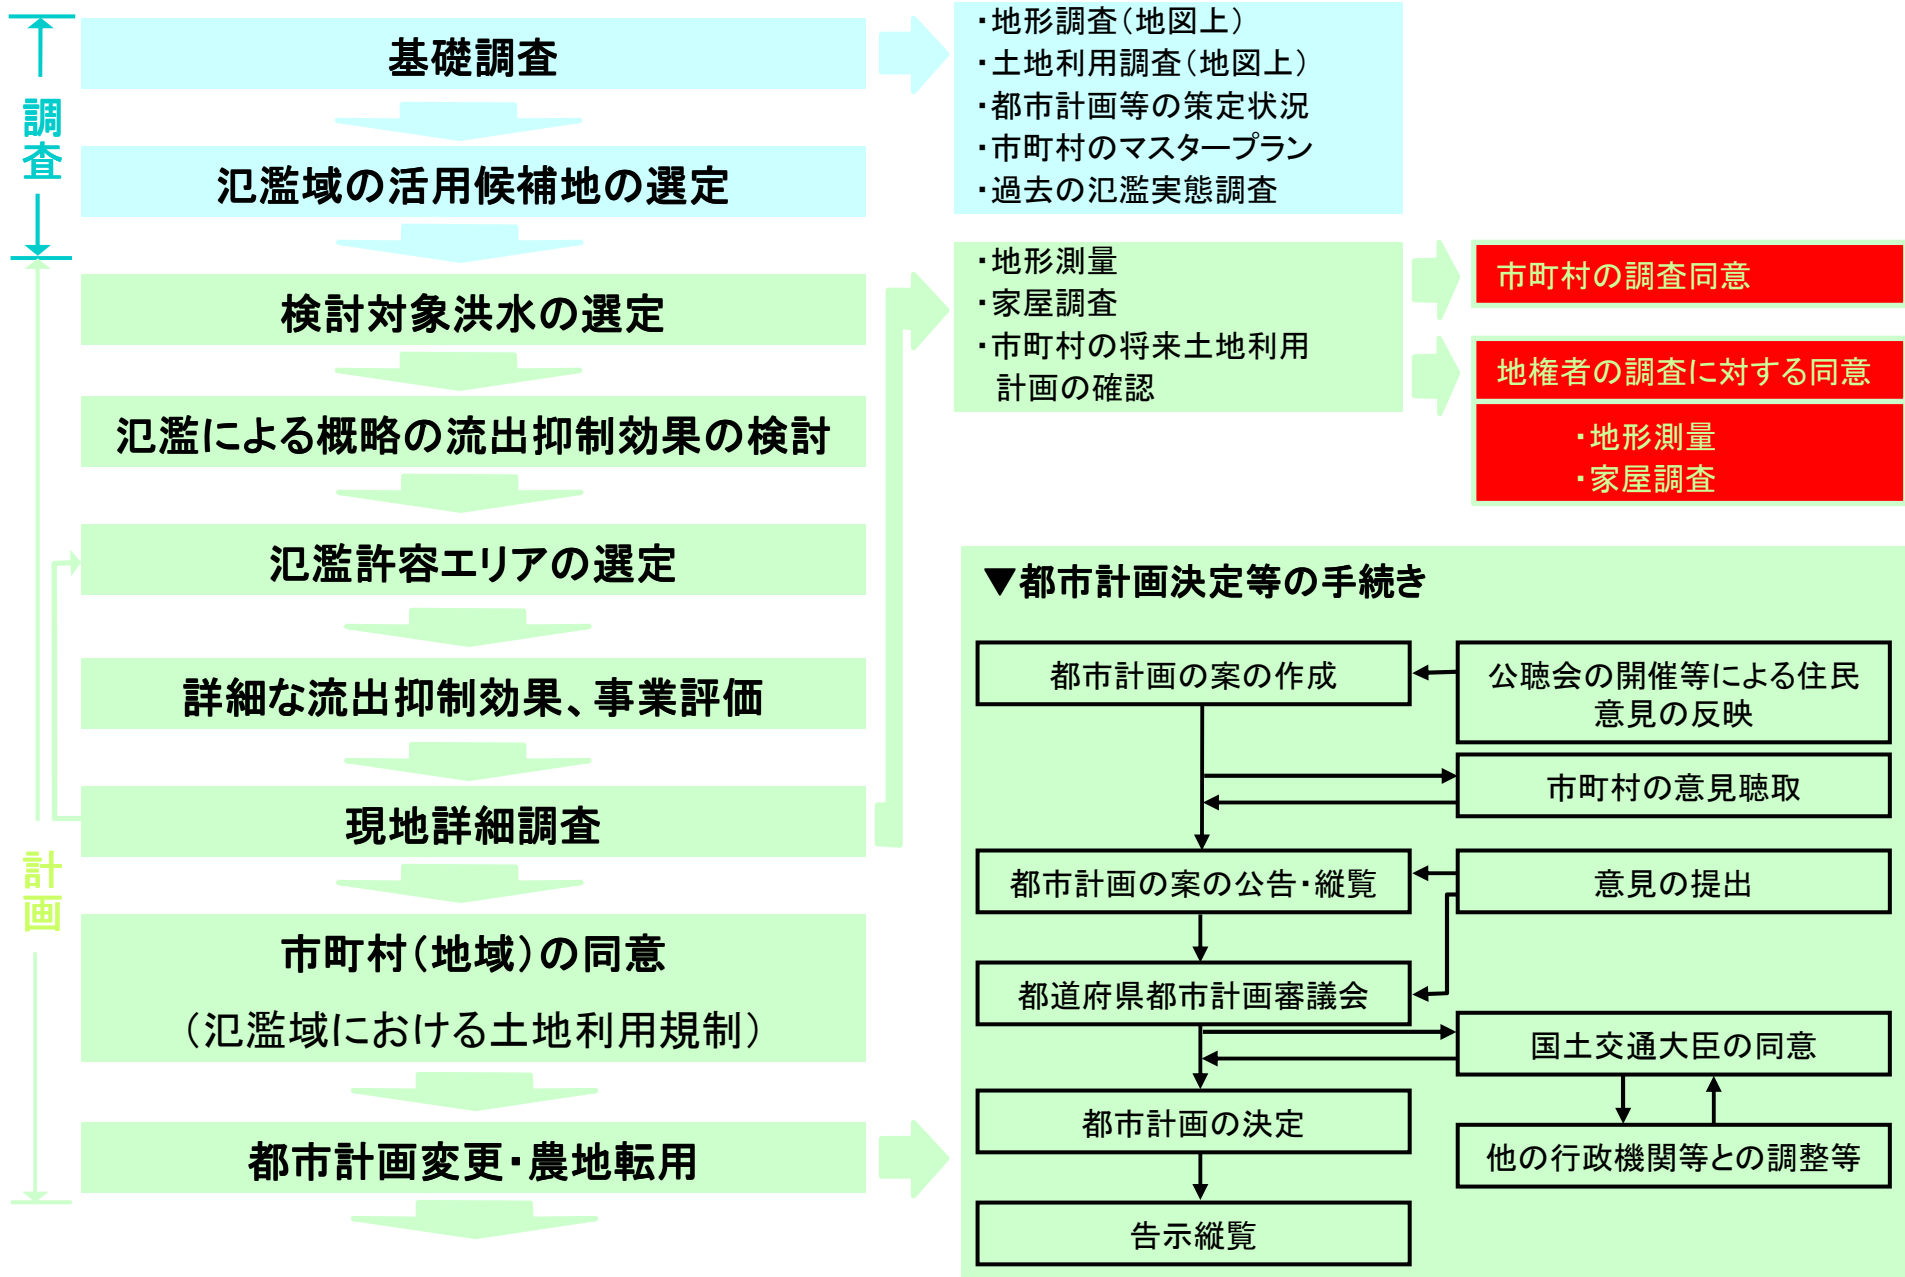 調査
基礎調査
氾濫域の活用候補地の選定
・地形調査（地図上）
・土地利用調査（地図上）
・都市計画等の策定状況
・市町村のマスタープラン
・過去の氾濫実態調査
計画
検討対象洪水の選定
氾濫による概略の流出抑制効果の検討
氾濫許容エリアの選定
詳細な流出抑制効果、事業評価
現地詳細調査
市町村（地域）の同意
（氾濫域における土地利用規制）
都市計画変更・農地転用
・地形測量
・家屋調査
・市町村の将来土地利用
計画の確認
市町村の調査同意
地権者の調査に対する同意
・地形測量
・家屋調査
▼都市計画決定等の手続き
都市計画の案の作成
公聴会の開催等による住民
意見の反映
市町村の意見聴取
都市計画の案の公告・縦覧
意見の提出
都道府県都市計画審議会
国土交通大臣の同意
都市計画の決定
他の行政機関等との調整等
告示縦覧